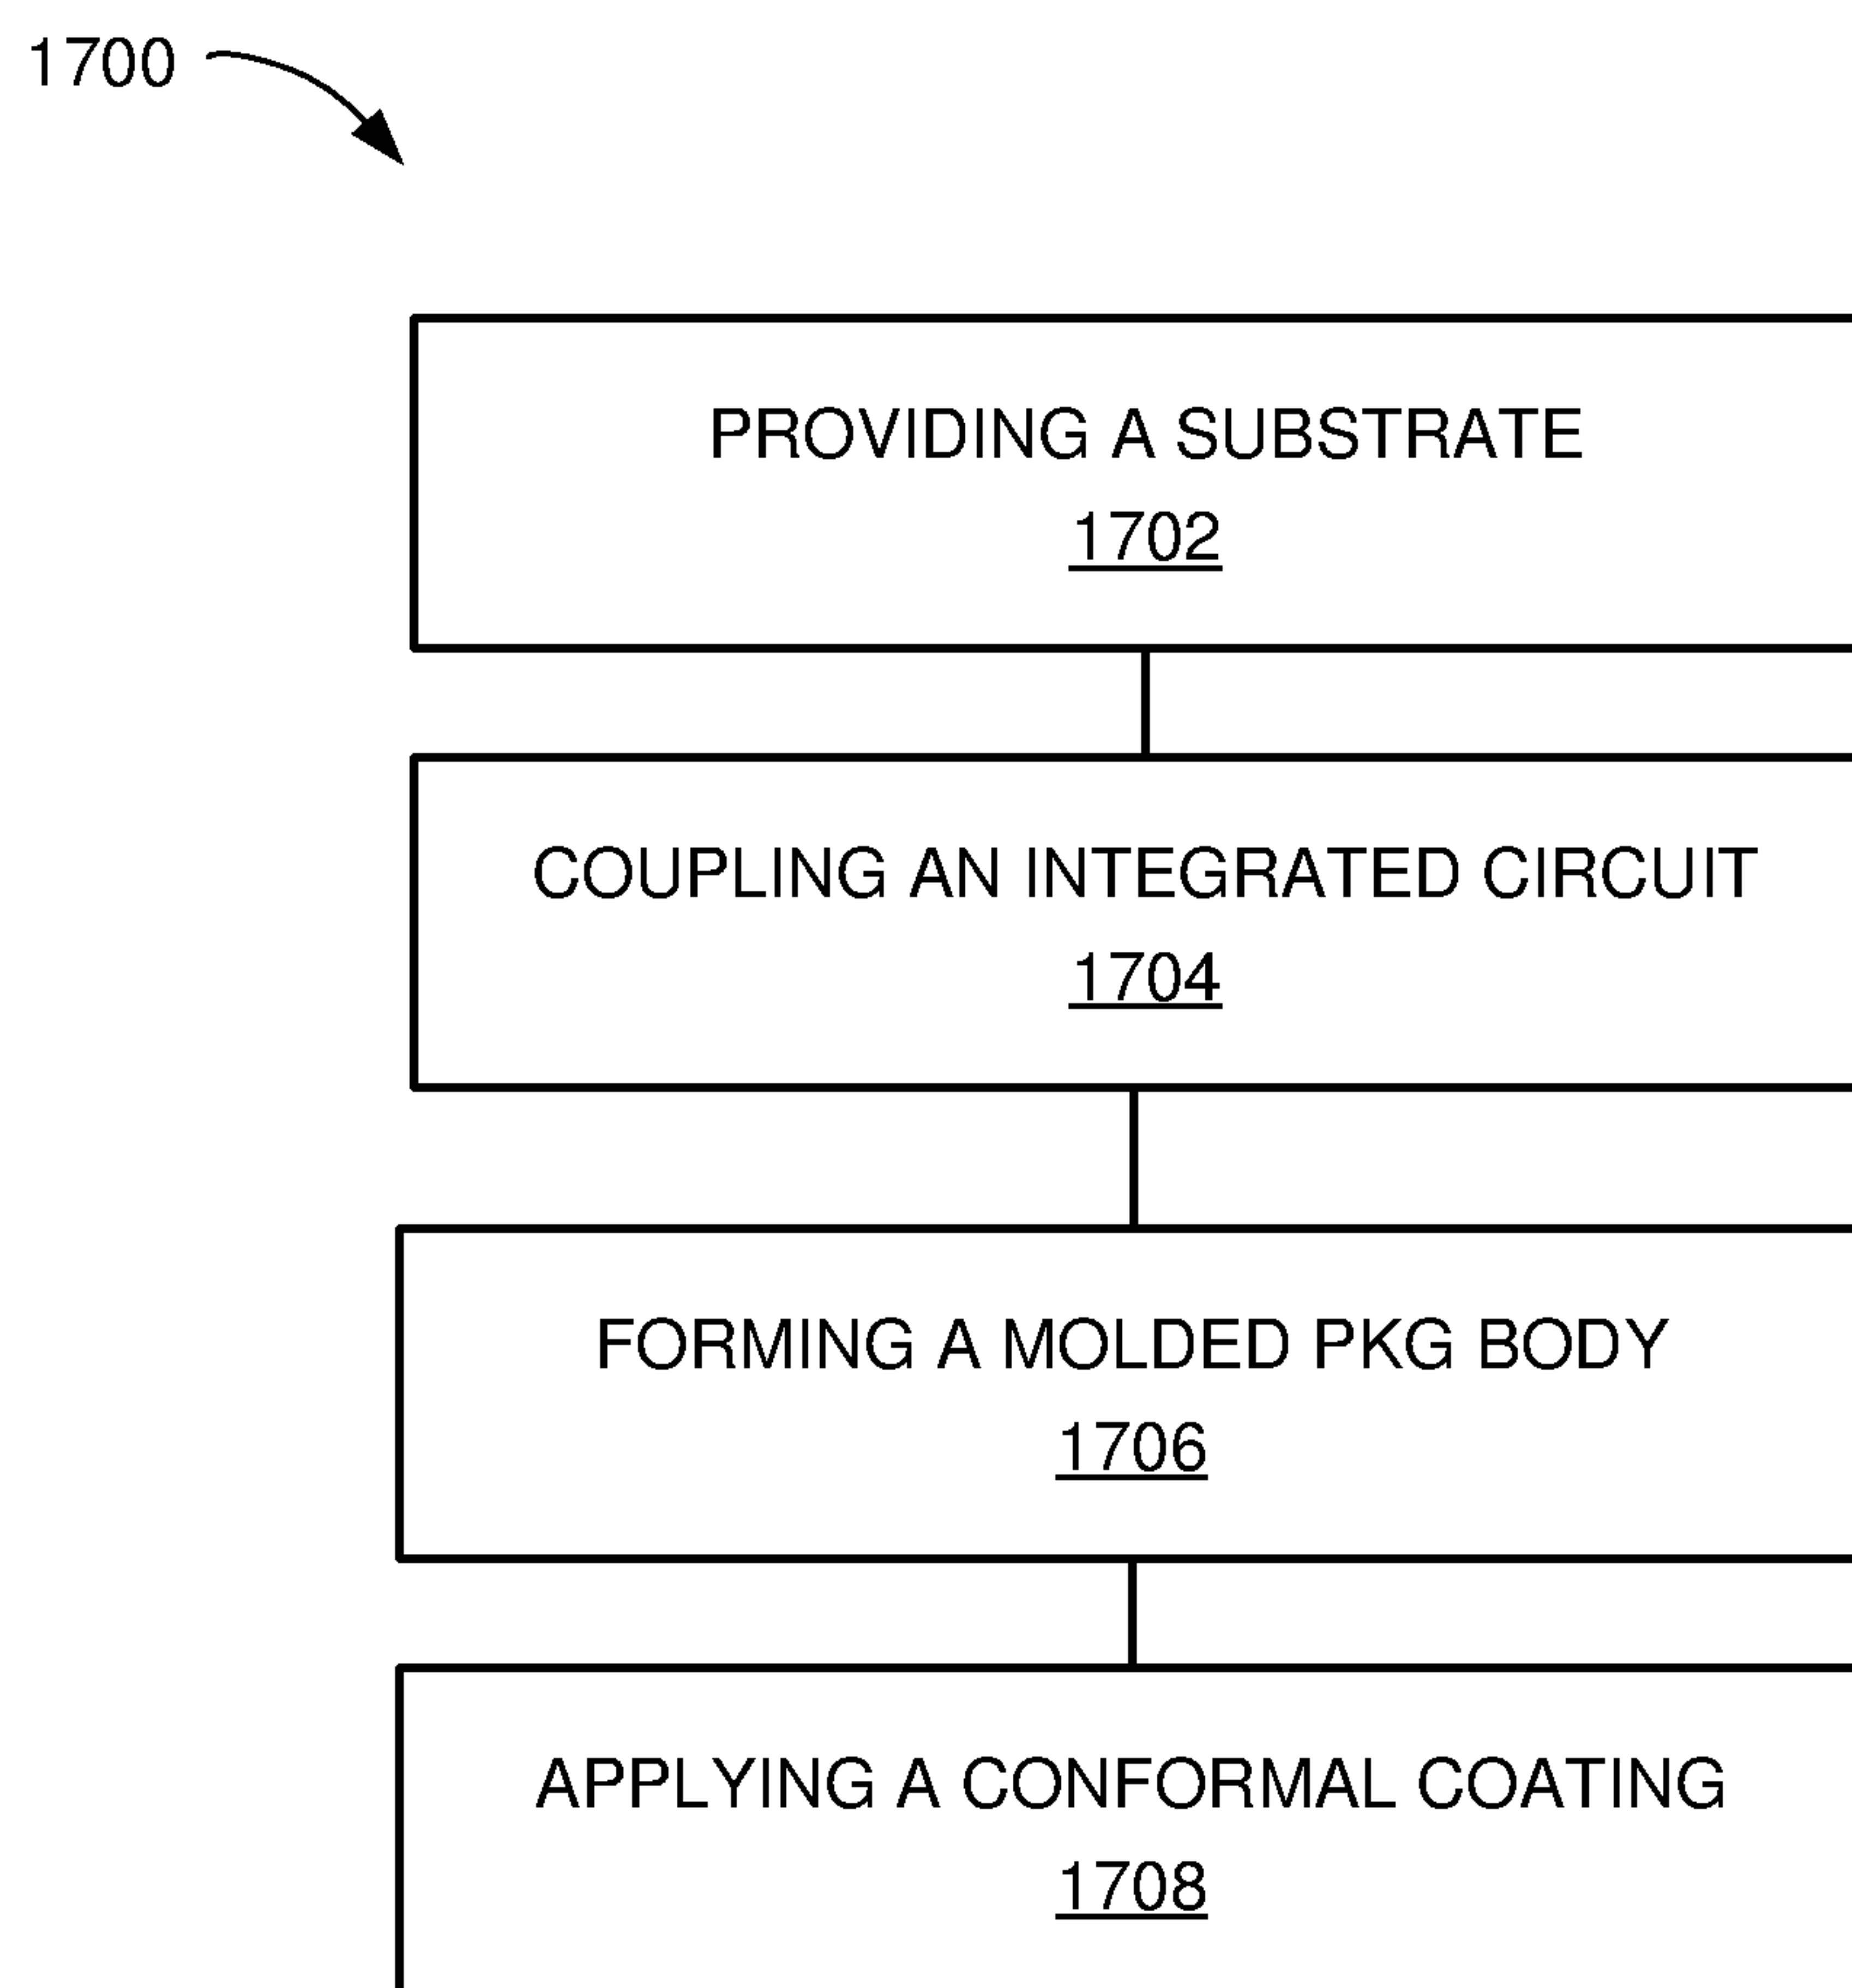 1700
PROVIDING A SUBSTRATE
1702
COUPLING AN INTEGRATED CIRCUIT
1704
FORMING A MOLDED PKG BODY
1706
APPLYING A CONFORMAL COATING
1708